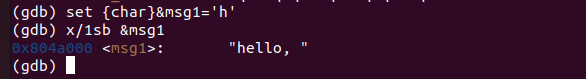 (gdb) set {char}&msg1='h'
(gdb) x/1sb &msg1
0x804a000 <msg1>:        "hello, "
(gdb)